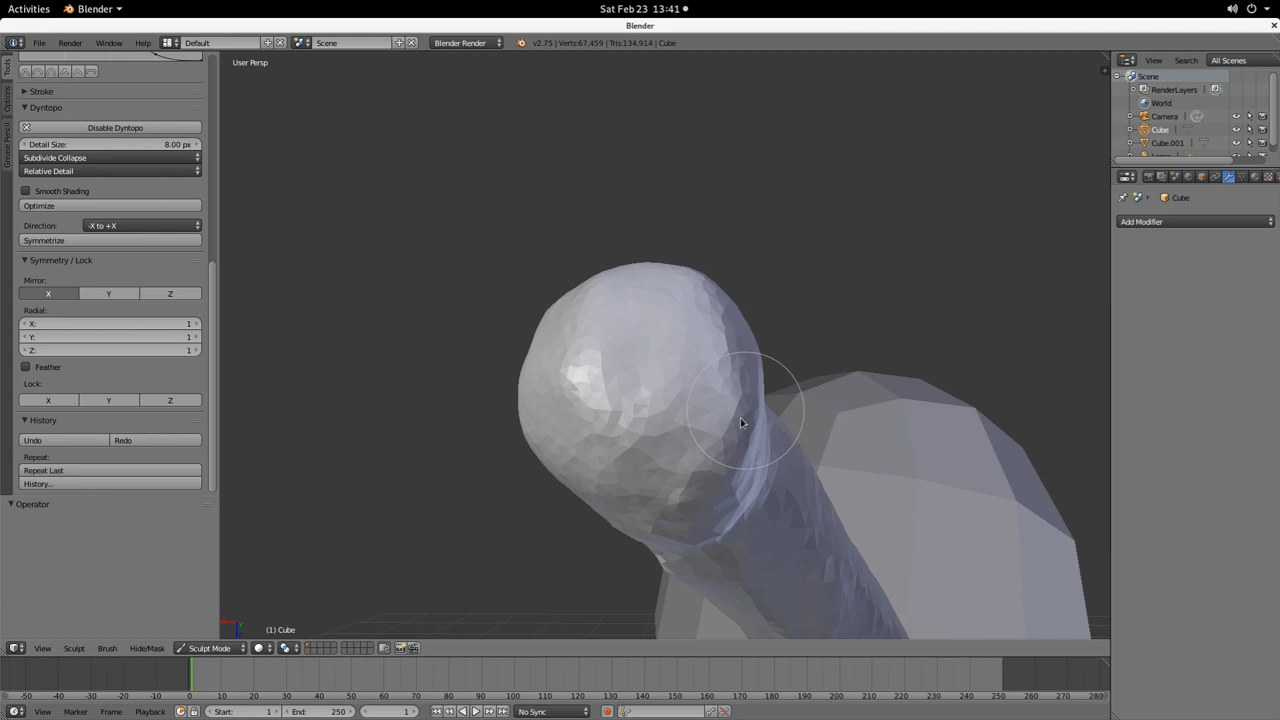 Activities Blender Sat Feb 23 13:41
Blender
File Render Window Help Default Scene Blender Render v2.75 | Verts:67,459 | Tris:134,914 | Cube
View Search All Scenes
User Persp
Tools
Options
Grease Pencil
Stroke
Dyntopo
Disable Dyntopo
Detail Size: 8.00 px
Subdivide Collapse
Relative Detail
Smooth Shading
Optimize
Direction: -X to +X
Symmetrize
Symmetry / Lock
Mirror:
X Y Z
Radial:
X: 1
Y: 1
Z: 1
Feather
Lock:
X Y Z
History
Undo Redo
Repeat:
Repeat Last
History...
Operator
Scene
RenderLayers
World
Camera
Cube
Cube.001
Cube
Add Modifier
(1) Cube
View Sculpt Brush Hide/Mask Sculpt Mode
-50 -40 -30 -20 -10 0 10 20 30 40 50 60 70 80 90 100 110 120 130 140 150 160 170 180 190 200 210 220 230 240 250 260 270 280
View Marker Frame Playback Start: 1 End: 250 1 No Sync